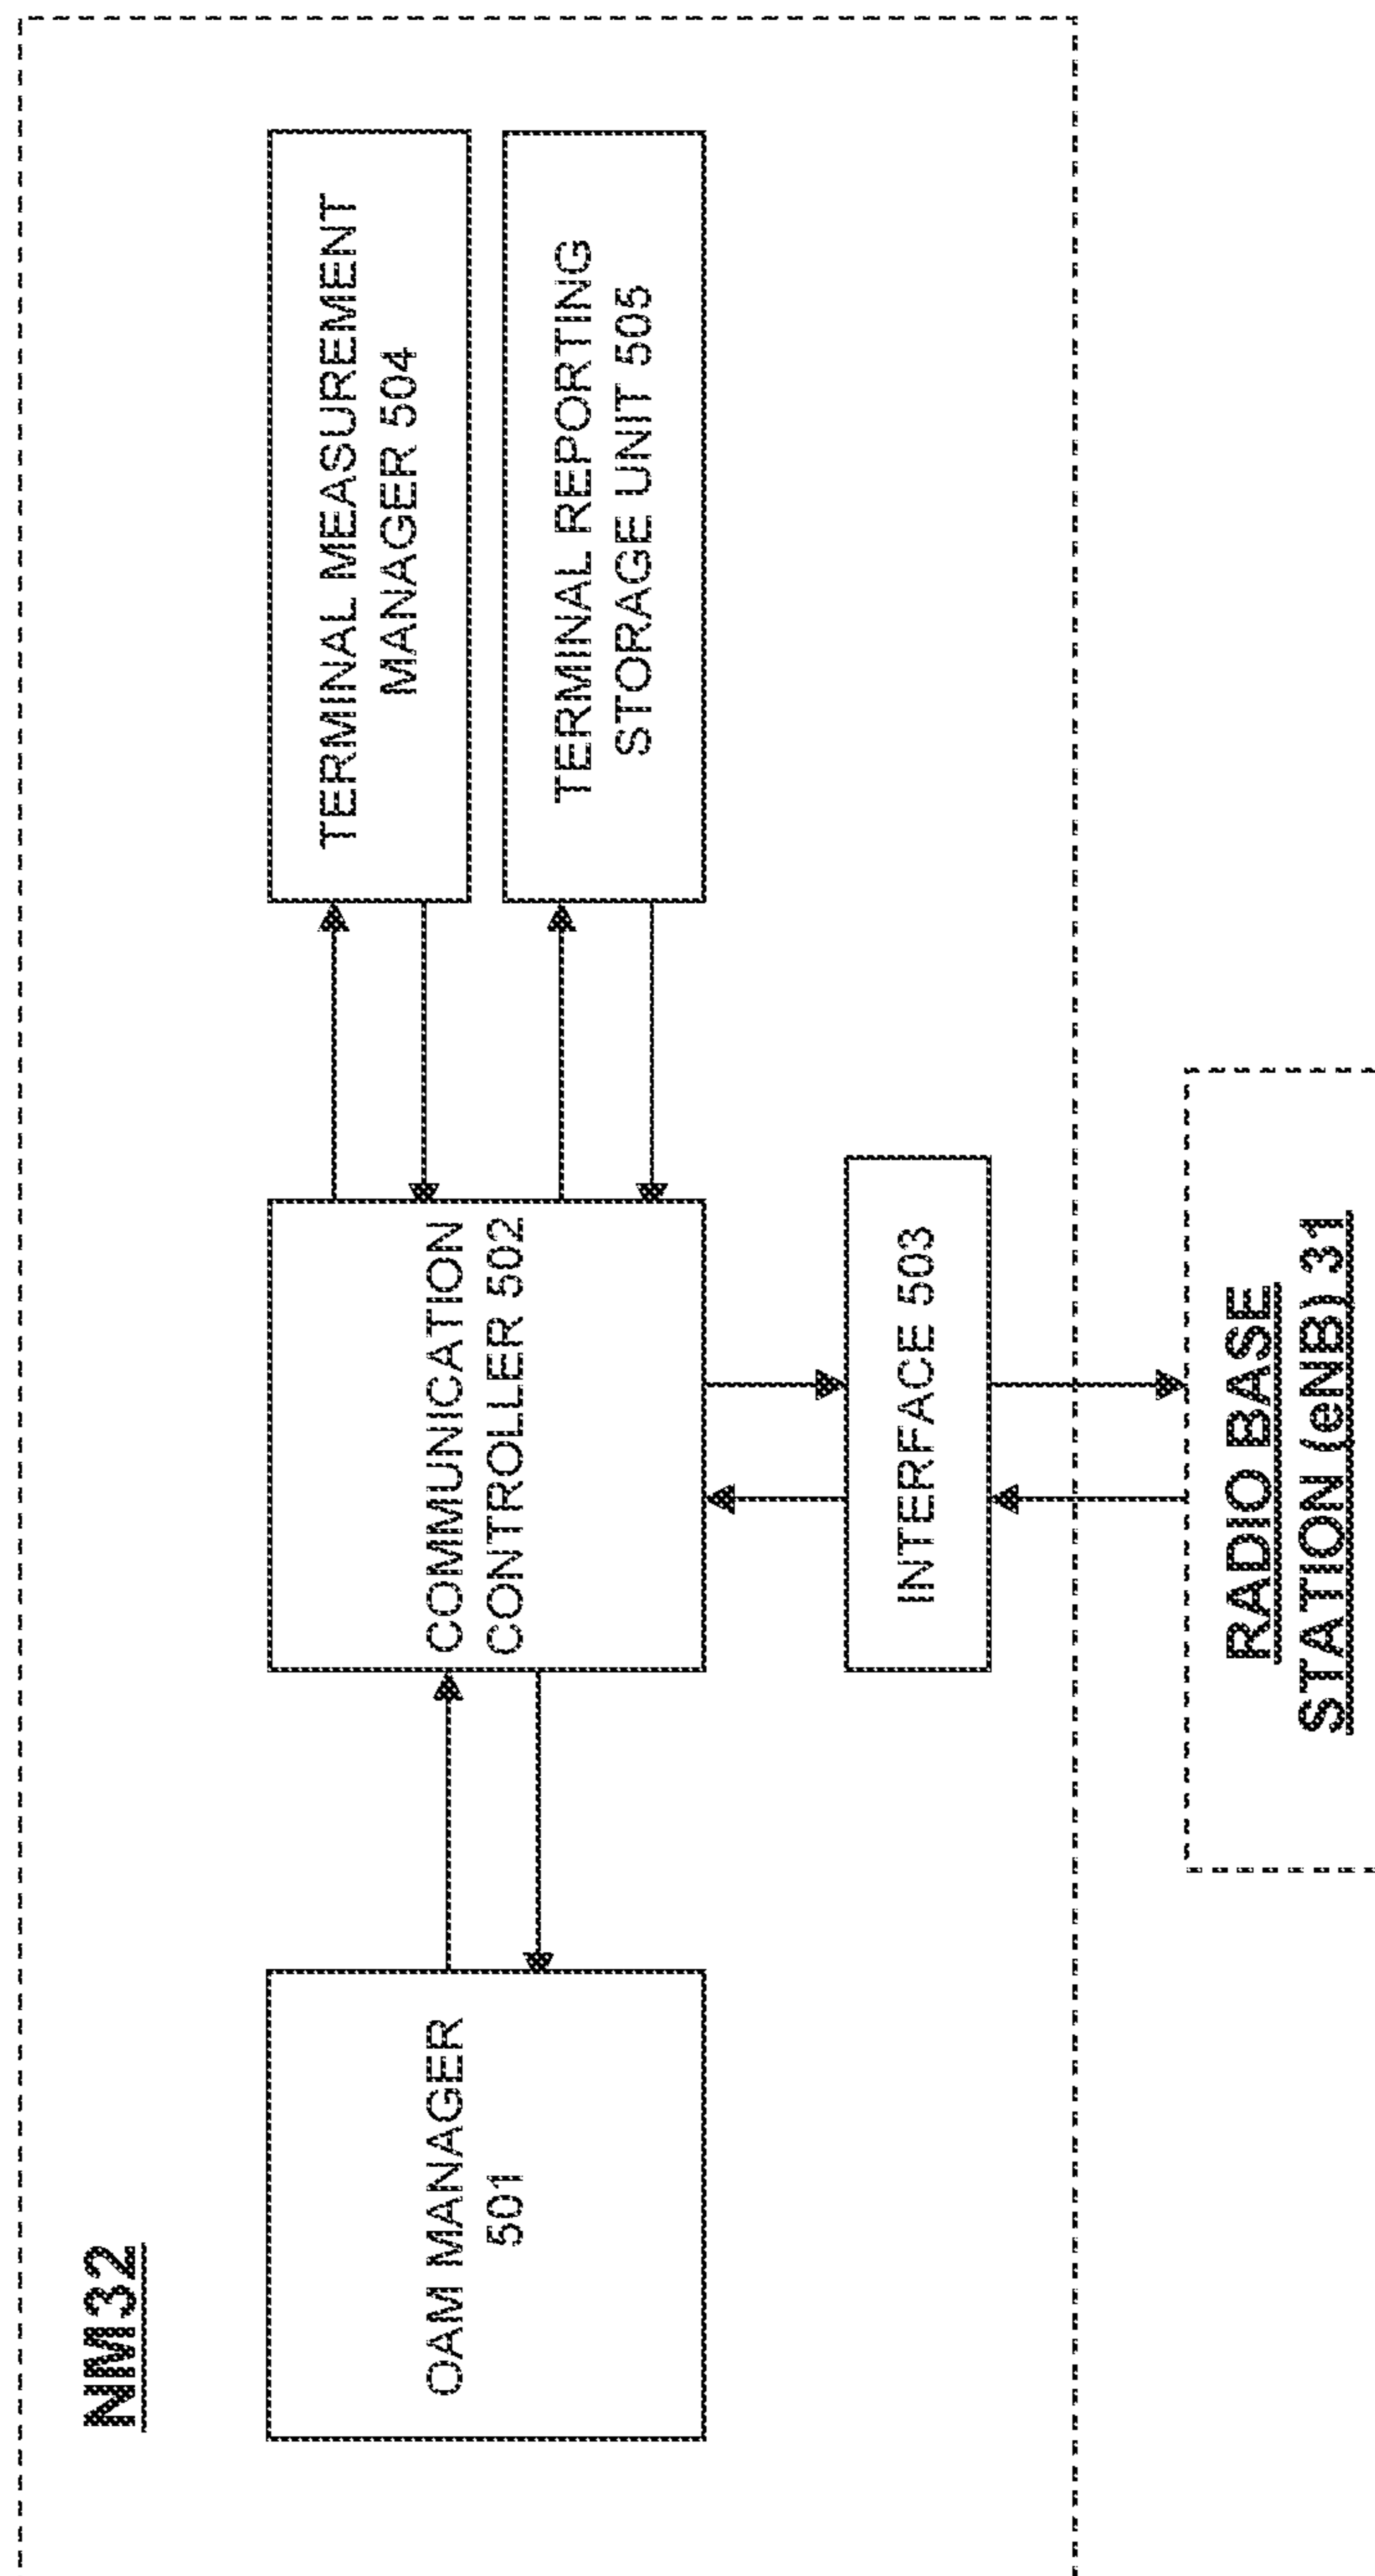 NM32
OAM MANAGER
501
COMMUNICATION
CONTROLLER 502
TERMINAL MEASUREMENT
MANAGER 504
TERMINAL REPORTING
STORAGE UNIT 505
INTERFACE 503
RADIO BASE
STATION (eNB) 31